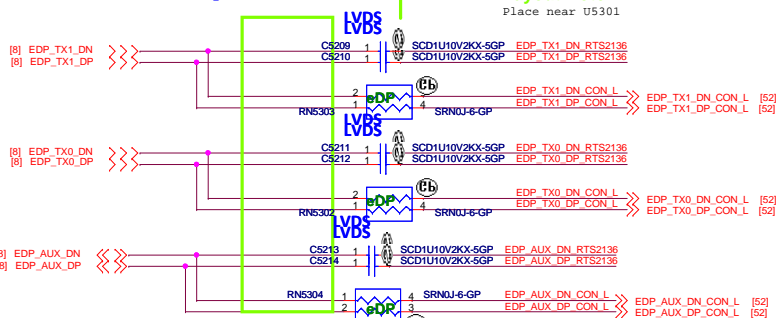 Place near U5301
LVDS
LVDS
[8] EDP_TX1_DN
[8] EDP_TX1_DP
C5209 1
C5210 1
SCD1U10V2KX-5GP EDP_TX1_DN_RTS2136
SCD1U10V2KX-5GP EDP_TX1_DP_RTS2136
2
1
eDP
RN5303
4 SRN0J-6-GP
EDP_TX1_DN_CON_L
EDP_TX1_DP_CON_L
EDP_TX1_DN_CON_L [52]
EDP_TX1_DP_CON_L [52]
LVDS
LVDS
[8] EDP_TX0_DN
[8] EDP_TX0_DP
C5211 1
C5212 1
SCD1U10V2KX-5GP EDP_TX0_DN_RTS2136
SCD1U10V2KX-5GP EDP_TX0_DP_RTS2136
2
1
eDP
RN5302
4 SRN0J-6-GP
EDP_TX0_DN_CON_L
EDP_TX0_DP_CON_L
EDP_TX0_DN_CON_L [52]
EDP_TX0_DP_CON_L [52]
LVDS
LVDS
8] EDP_AUX_DN
8] EDP_AUX_DP
C5213 1
C5214 1
SCD1U10V2KX-5GP EDP_AUX_DN_RTS2136
SCD1U10V2KX-5GP EDP_AUX_DP_RTS2136
RN5304 1
2
eDP
4 SRN0J-6-GP
3
EDP_AUX_DN_CON_L
EDP_AUX_DP_CON_L
EDP_AUX_DN_CON_L [52]
EDP_AUX_DP_CON_L [52]